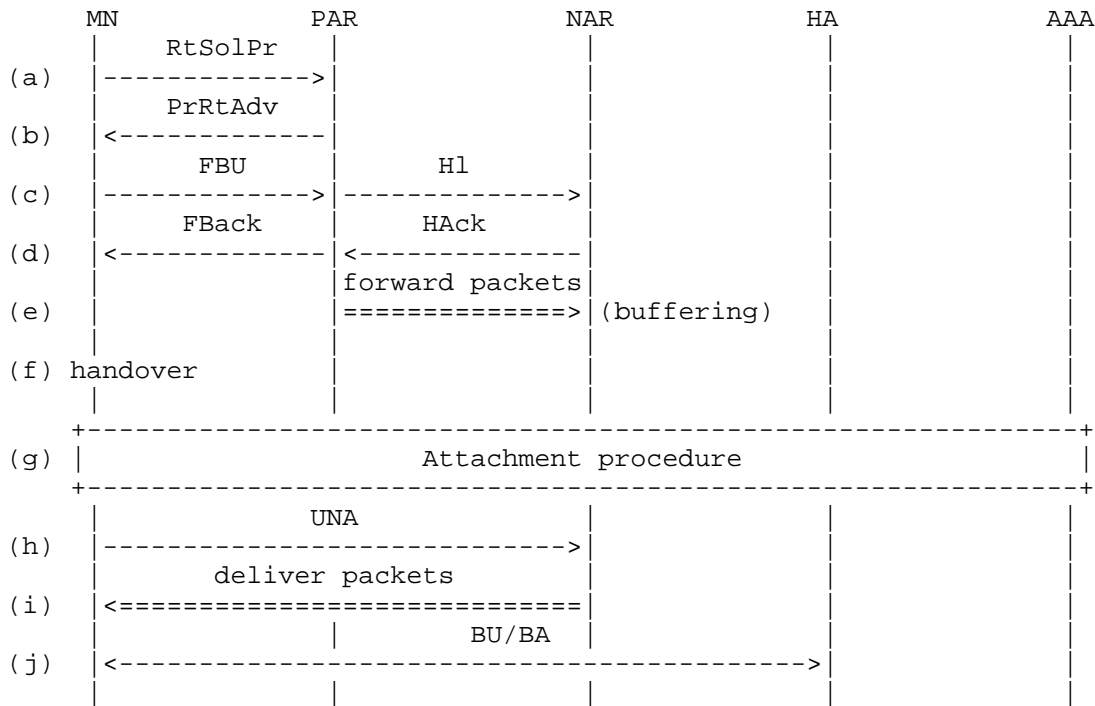 MN PAR NAR HA AAA
RtSolPr
(a)
PrRtAdv
(b)
FBU Hl
(c)
FBack HAck
(d)
forward packets
(e) (buffering)
(f) handover
(g) Attachment procedure
UNA
(h)
deliver packets
(i)
BU/BA
(j)